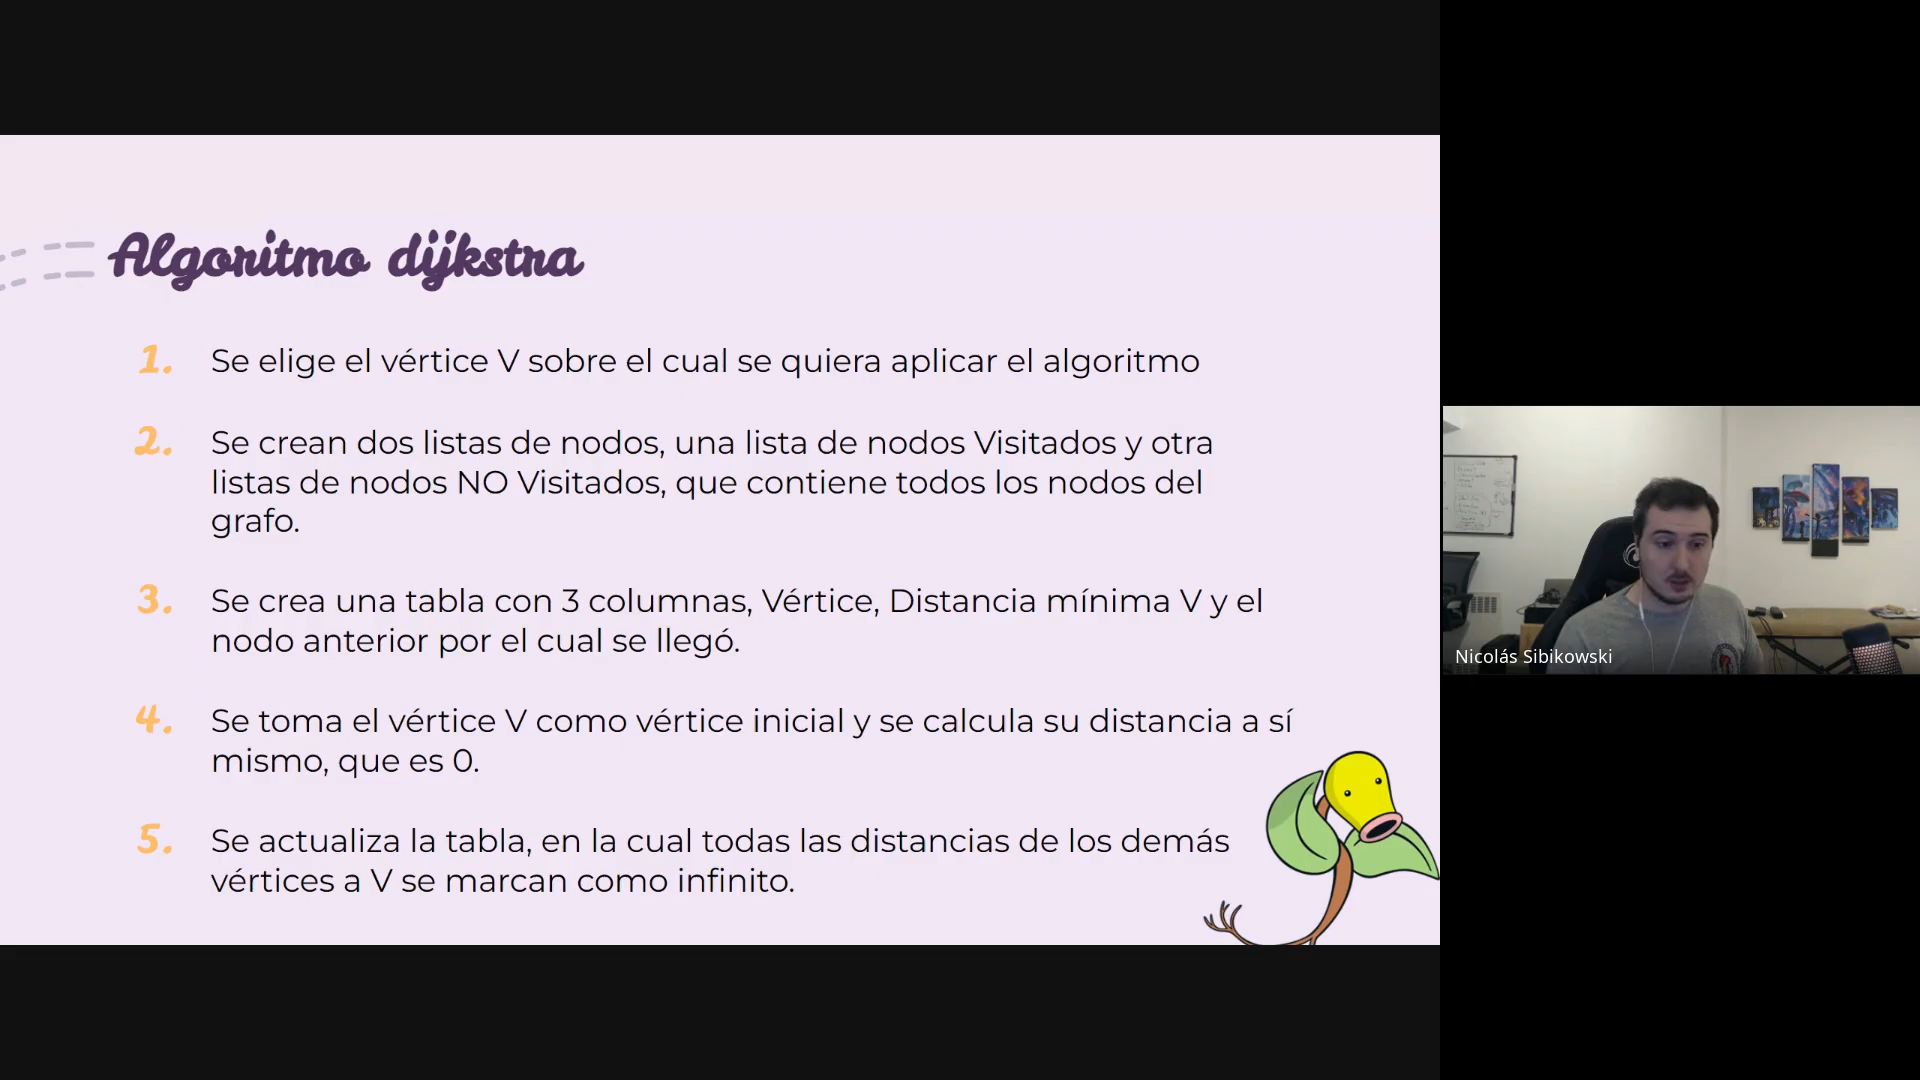 Algoritmo dijkstra
1. Se elige el vértice V sobre el cual se quiera aplicar el algoritmo
2. Se crean dos listas de nodos, una lista de nodos Visitados y otra
listas de nodos NO Visitados, que contiene todos los nodos del
grafo.
3. Se crea una tabla con 3 columnas, Vértice, Distancia mínima V y el
nodo anterior por el cual se llegó.
4. Se toma el vértice V como vértice inicial y se calcula su distancia a sí
mismo, que es 0.
5. Se actualiza la tabla, en la cual todas las distancias de los demás
vértices a V se marcan como infinito.
Nicolás Sibikowski